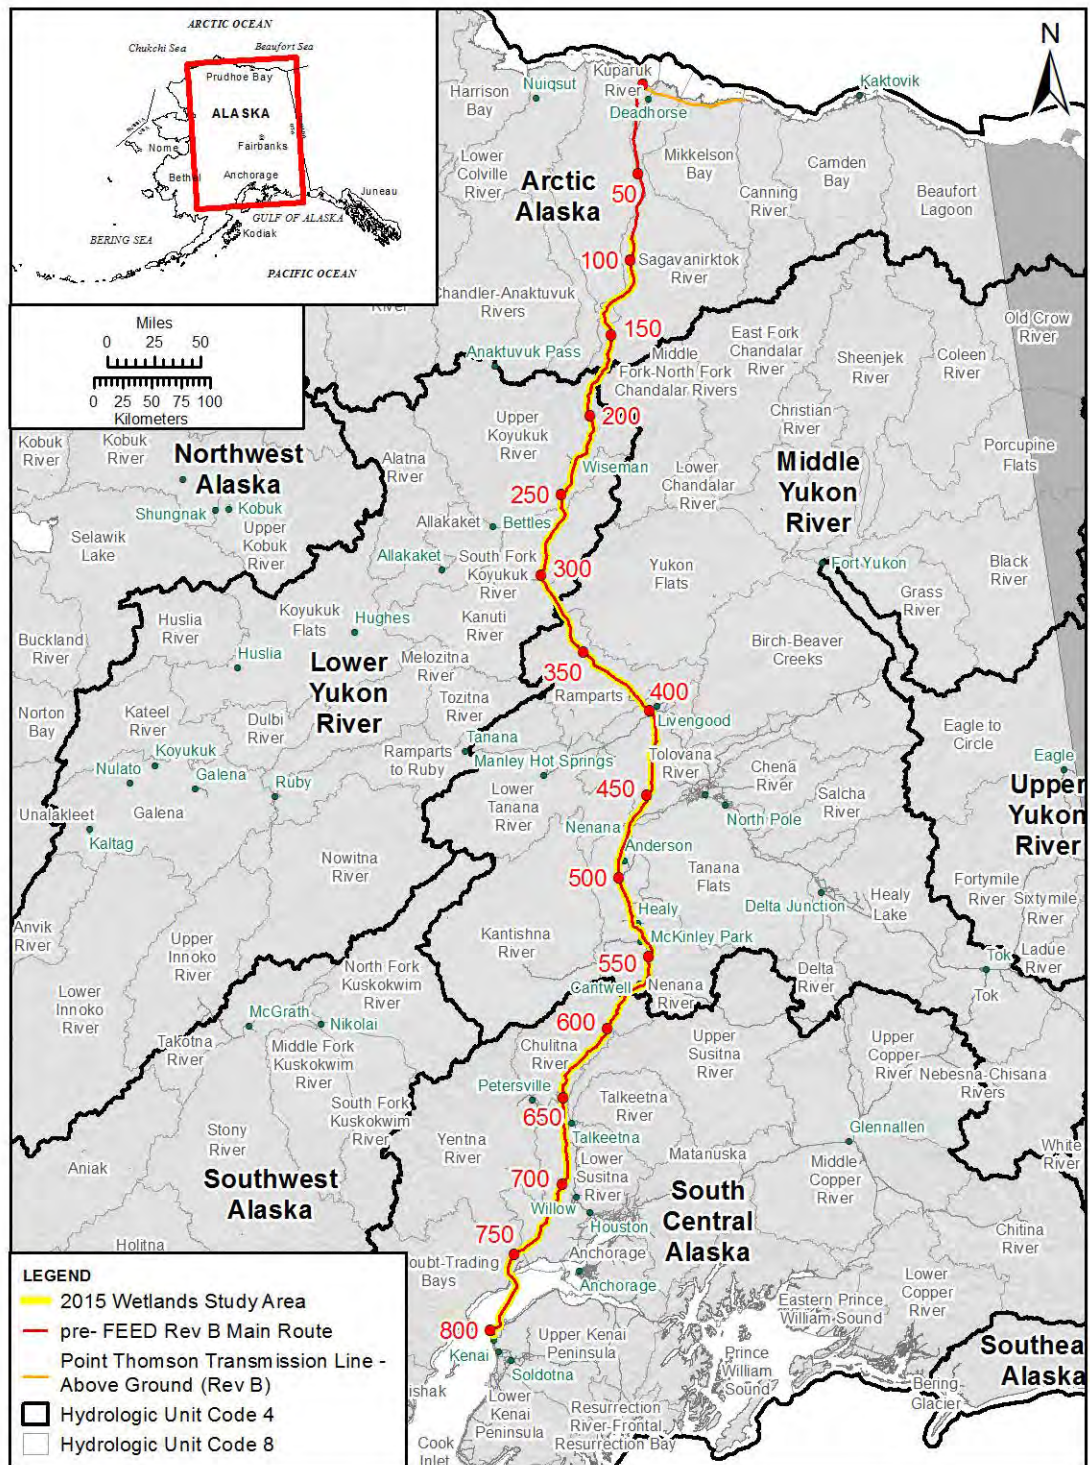 ARCTIC OCEAN
Chukchi Sea
Beaufort Sea
Prudhoe Bay
ALASKA
Fairbanks
Nome
Bethel
Anchorage
Juneau
GULF OF ALASKA
BERING SEA
Kodiak
PACIFIC OCEAN
Miles
0 25 50
0 25 50 75 100
Kilometers
N
Kuparuk
River
Harrison
Bay
Nuiqsut
Deadhorse
Kaktovik
Lower
Colville
River
Mikkelson
Bay
Camden
Bay
Canning
River
Beaufort
Lagoon
Arctic
Alaska
50
100
Sagavanirktok
River
Chandler-Anaktuvuk
Rivers
River
150
Anaktuvuk Pass
Middle
Fork-North Fork
Chandalar Rivers
East Fork
Chandalar
River
Sheenjek
River
Coleen
River
Old Crow
River
200
Upper
Koyukuk
River
Christian
River
Porcupine
Flats
Kobuk
River
Kobuk
River
Northwest
Alaska
Alatna
River
Wiseman
Lower
Chandalar
River
Middle
Yukon
River
250
Shungnak
Kobuk
Upper
Kobuk
River
Selawik
Lake
Allakaket
Bettles
Allakaket
South Fork
Koyukuk
River
300
Yukon
Flats
Fort Yukon
Black
River
Grass
River
Huslia
River
Koyukuk
Flats
Hughes
Kanuti
River
Buckland
River
Huslia
Lower
Yukon
River
Melozitna
River
Birch-Beaver
Creeks
350
Ramparts
400
Livengood
Norton
Bay
Kateel
River
Dulbi
River
Tozitna
River
Eagle to
Circle
Koyukuk
Nulato
Galena
Ruby
Ramparts
to Ruby
Tanana
Manley Hot Springs
Tolovana
River
Chena
River
Eagle
Unalakleet
Galena
Kaltag
Lower
Tanana
River
450
Salcha
River
North Pole
Upper
Yukon
River
Nenana
Anderson
Nowitna
River
500
Tanana
Flats
Delta Junction
Healy
Lake
Fortymile
River
Sixtymile
River
Anvik
River
Upper
Innoko
River
Kantishna
River
Healy
McKinley Park
550
Ladue
River
Tok
Tok
Lower
Innoko
River
North Fork
Kuskokwim
River
Cantwell
Nenana
River
Delta
River
McGrath
Nikolai
Takotna
River
Middle Fork
Kuskokwim
River
600
Chulitna
River
Upper
Susitna
River
Upper
Copper
River
Nebesna-Chisana
Rivers
Petersville
650
Talkeetna
River
South Fork
Kuskokwim
River
Talkeetna
Glennallen
Stony
River
Yentna
River
Matanuska
White
River
Aniak
Southwest
Alaska
700
Lower
Susitna
River
Willow
Houston
South
Central
Alaska
Middle
Copper
River
Chitina
River
Holitna
750
oubt-Trading
Bays
Anchorage
Anchorage
Lower
Copper
River
Eastern Prince
William-Sound
800
Kenai
Soldotna
Upper Kenai
Peninsula
Prince
William
Sound
Southea
Alaska
Bering
Glacier
ishak
Lower
Kenai
Peninsula
Resurrection
River-Frontal
Resurrection Bay
Cook
Inlet
LEGEND
2015 Wetlands Study Area
pre- FEED Rev B Main Route
Point Thomson Transmission Line -
Above Ground (Rev B)
Hydrologic Unit Code 4
Hydrologic Unit Code 8